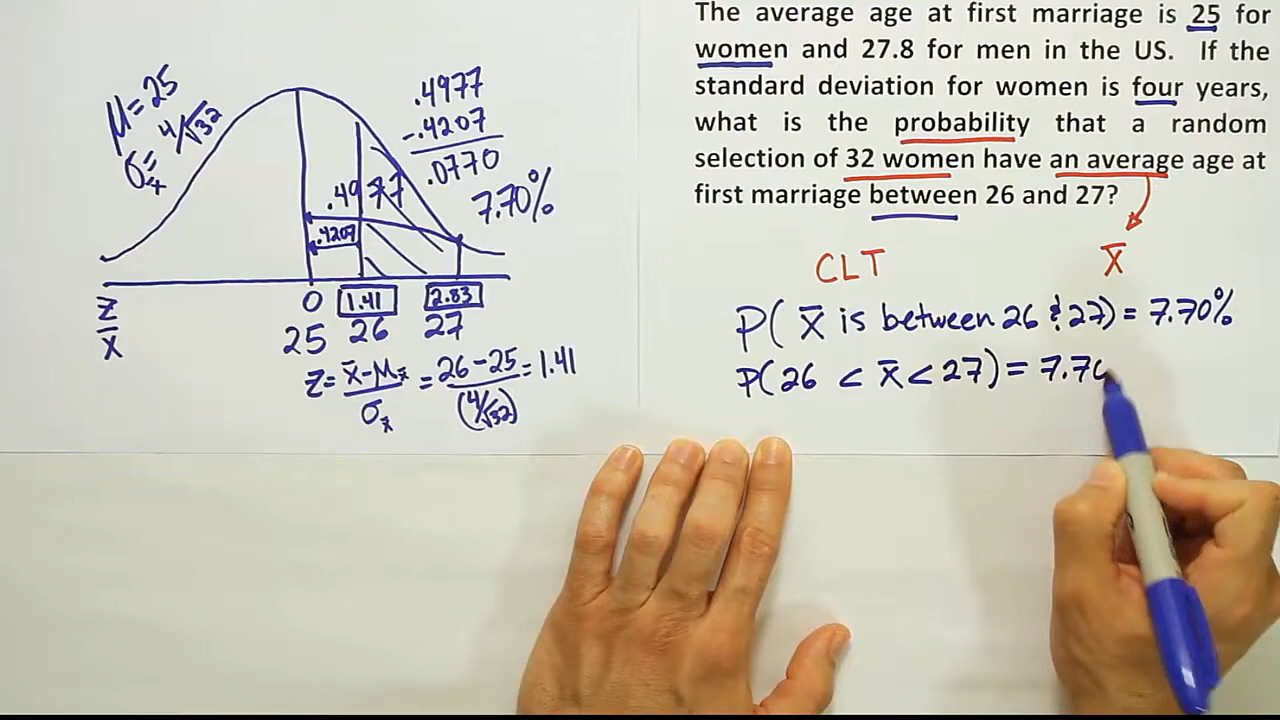 The average age at first marriage is 25 for
women and 27.8 for men in the US. If the
standard deviation for women is four years,
what is the probability that a random
selection of 32 women have an average age at
first marriage between 26 and 27?
μ = 25
σx̄ = 4/√32
.4977
-.4207
.0770
7.70%
.4977
.4207
Z
0 1.41 2.83
X̄
25 26 27
Z = X̄-μx̄ / σx̄ = 26-25 / (4/√32) = 1.41
CLT
X̄
P( X̄ is between 26 & 27) = 7.70%
P(26 < X̄ < 27) = 7.70